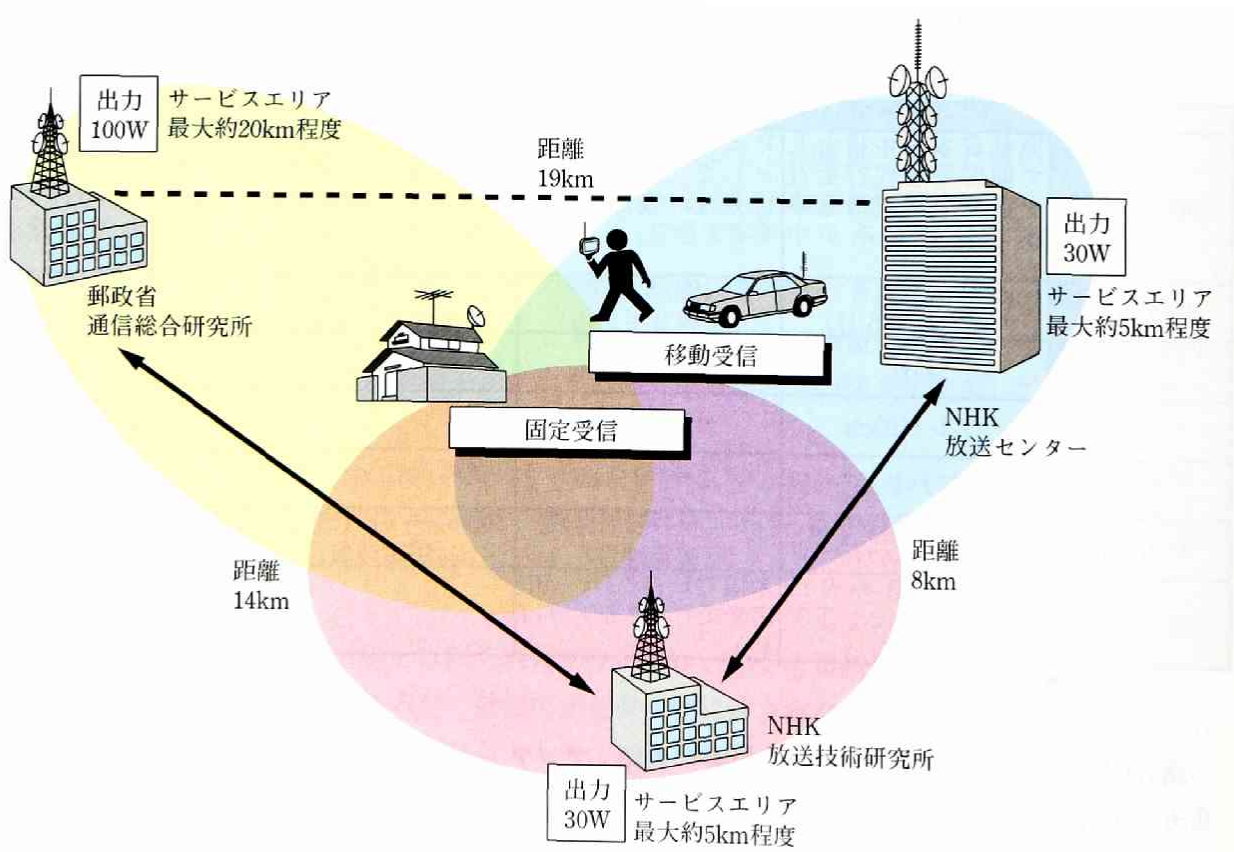 出力
100W
サービスエリア
最大約20km程度
距離
19km
出力
30W
サービスエリア
最大約5km程度
郵政省
通信総合研究所
移動受信
固定受信
NHK
放送センター
距離
14km
距離
8km
NHK
放送技術研究所
出力
30W
サービスエリア
最大約5km程度